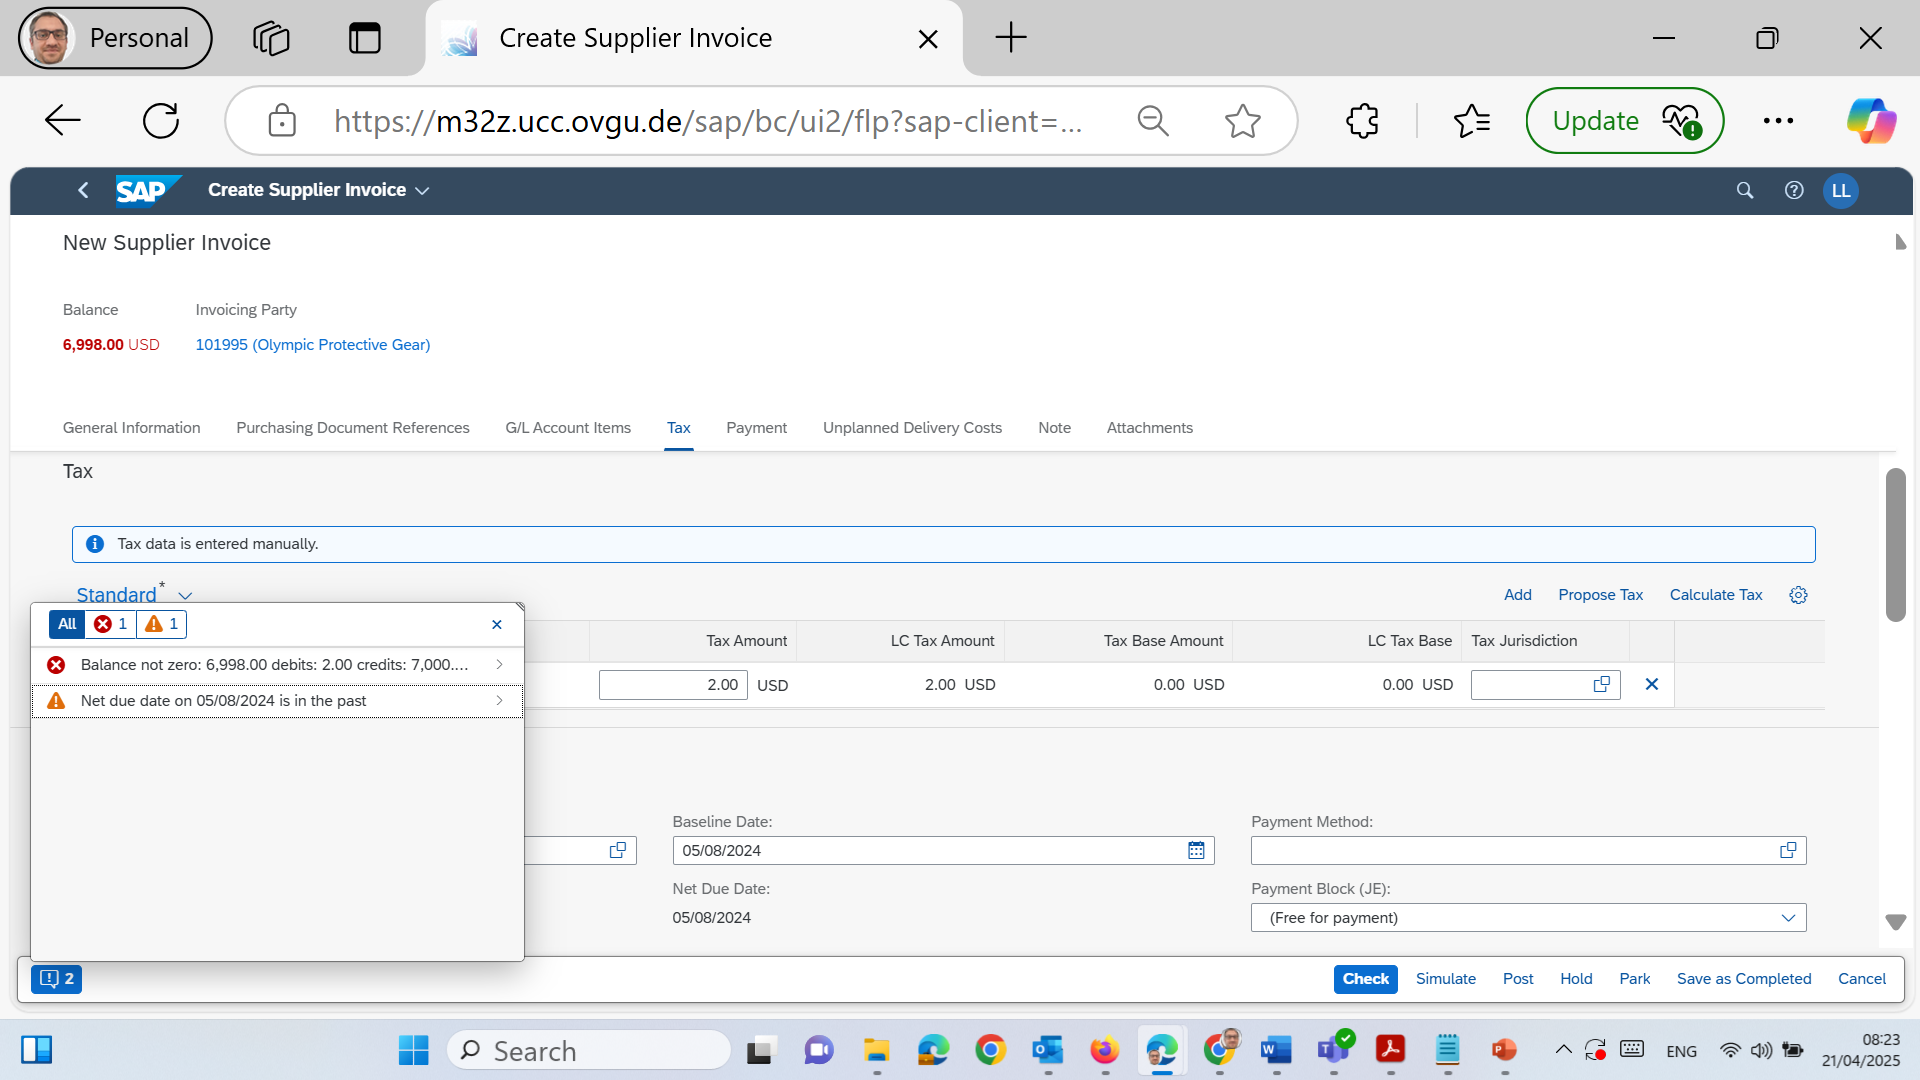 Personal
Create Supplier Invoice
https://m32z.ucc.ovgu.de/sap/bc/ui2/flp?sap-client=...
Update
SAP
Create Supplier Invoice
LL
New Supplier Invoice
Balance
Invoicing Party
6,998.00 USD
101995 (Olympic Protective Gear)
General Information
Purchasing Document References
G/L Account Items
Tax
Payment
Unplanned Delivery Costs
Note
Attachments
Tax
Tax data is entered manually.
Standard *
Add
Propose Tax
Calculate Tax
All
1
1
Tax Amount
LC Tax Amount
Tax Base Amount
LC Tax Base
Tax Jurisdiction
Balance not zero: 6,998.00 debits: 2.00 credits: 7,000....
2.00 USD
2.00 USD
0.00 USD
0.00 USD
Net due date on 05/08/2024 is in the past
Baseline Date:
Payment Method:
05/08/2024
Net Due Date:
Payment Block (JE):
05/08/2024
(Free for payment)
2
Check
Simulate
Post
Hold
Park
Save as Completed
Cancel
Search
ENG
08:23
21/04/2025